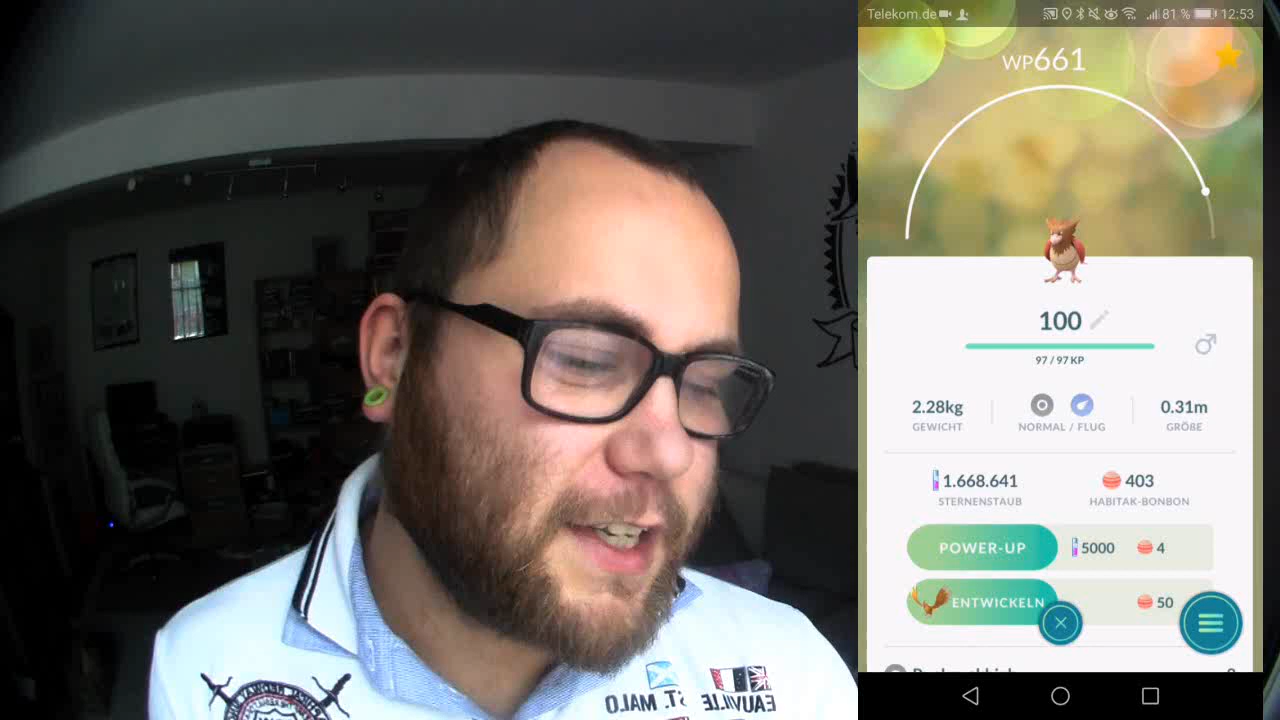 Telekom.de 81 % 12:53
WP661
100
97 / 97 KP
2.28kg
GEWICHT
NORMAL / FLUG
0.31m
GRÖßE
1.668.641
STERNENSTAUB
403
HABITAK-BONBON
POWER-UP 5000 4
ENTWICKELN 50
ST. MALO
EAUVILLE